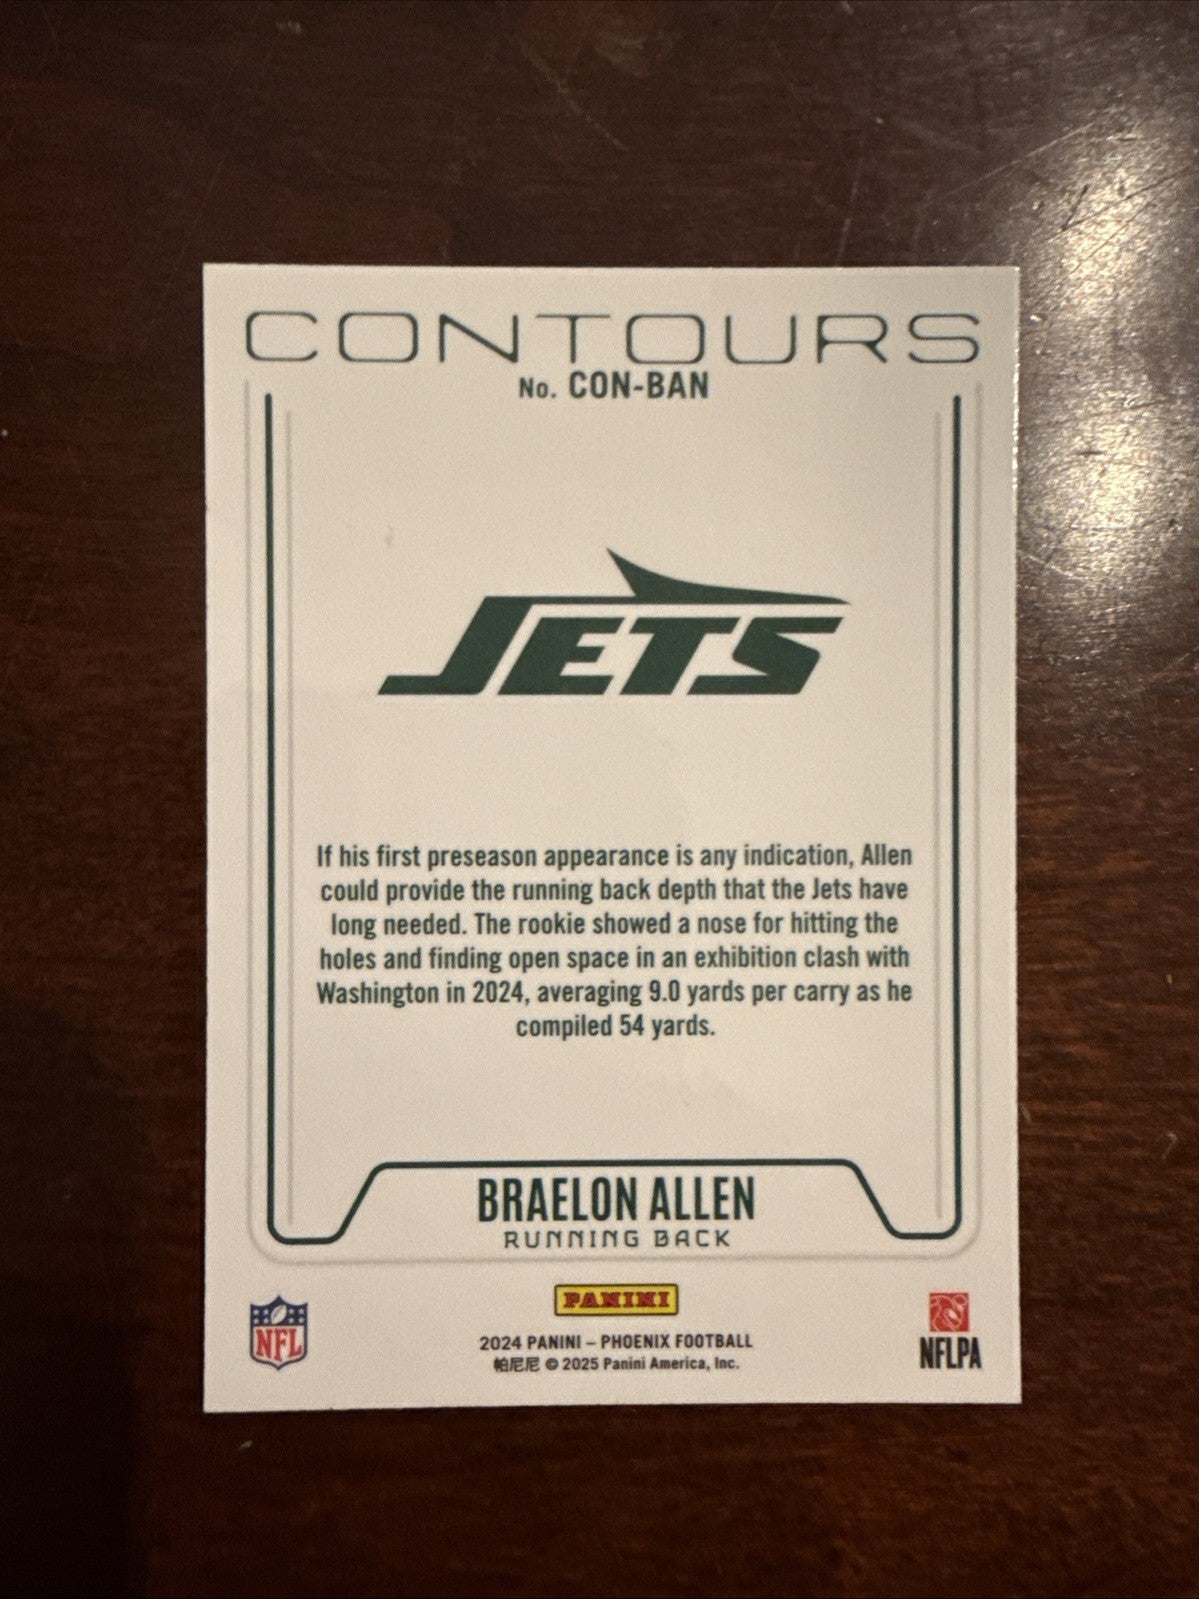 CONTOURS
No. CON-BAN
JETS
If his first preseason appearance is any indication, Allen
could provide the running back depth that the Jets have
long needed. The rookie showed a nose for hitting the
holes and finding open space in an exhibition clash with
Washington in 2024, averaging 9.0 yards per carry as he
compiled 54 yards.
BRAELON ALLEN
RUNNING BACK
NFL
PANINI
2024 PANINI – PHOENIX FOOTBALL
帕尼尼 © 2025 Panini America, Inc.
NFLPA